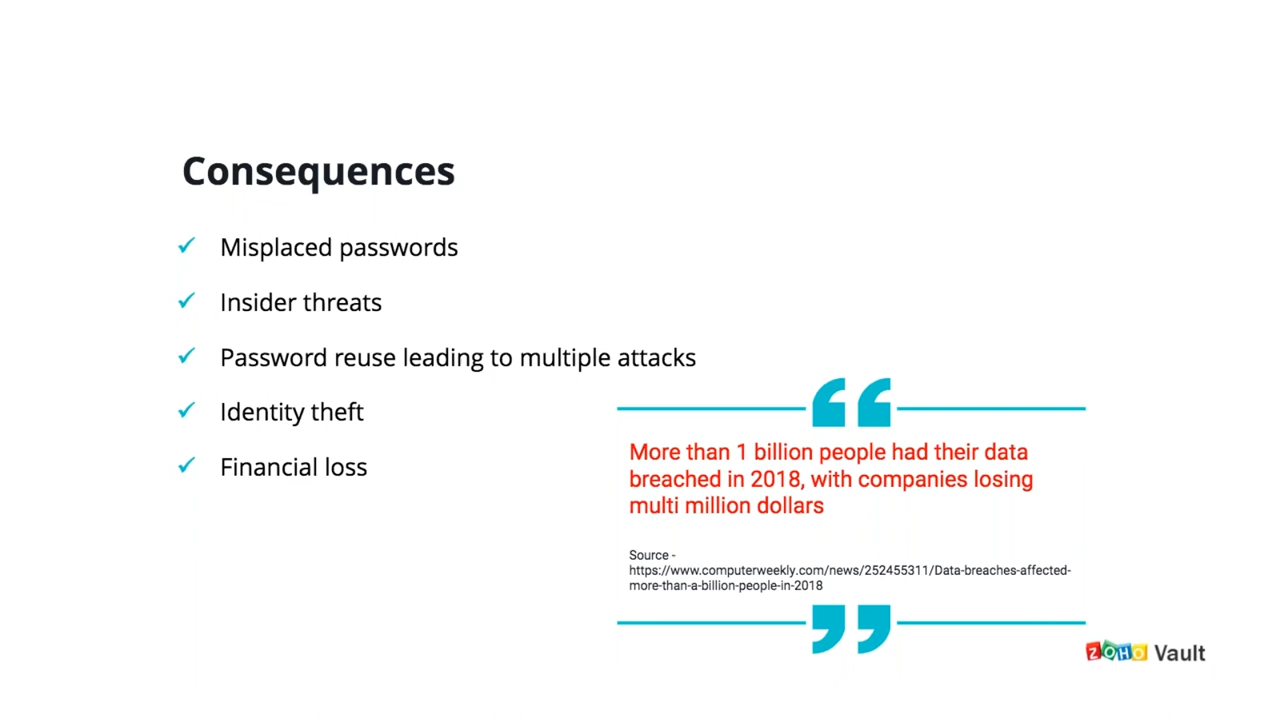 Consequences
Misplaced passwords
Insider threats
Password reuse leading to multiple attacks
Identity theft
Financial loss
More than 1 billion people had their data
breached in 2018, with companies losing
multi million dollars
Source -
https://www.computerweekly.com/news/252455311/Data-breaches-affected-
more-than-a-billion-people-in-2018
ZOHO Vault